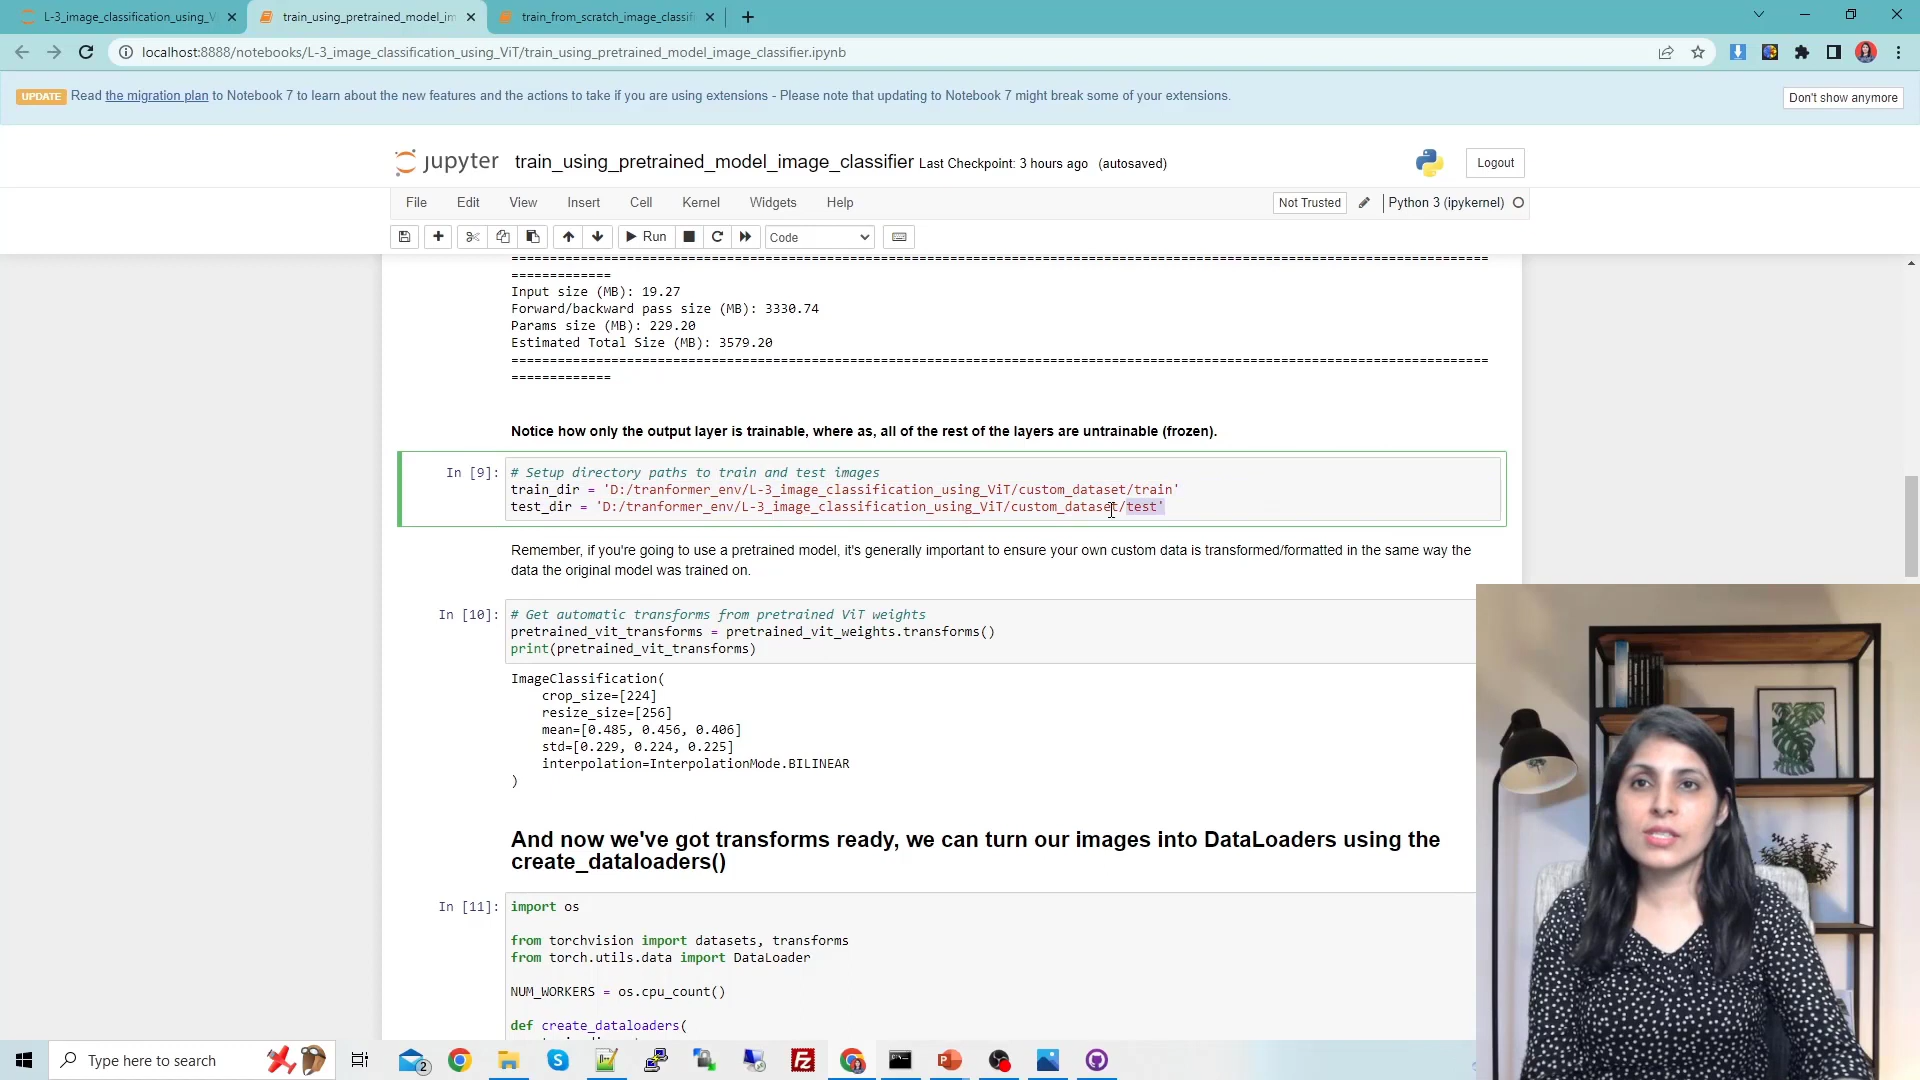 L-3_image_classification_using_V
train_using_pretrained_model_im
train_from_scratch_image_classif
localhost:8888/notebooks/L-3_image_classification_using_ViT/train_using_pretrained_model_image_classifier.ipynb
UPDATE Read the migration plan to Notebook 7 to learn about the new features and the actions to take if you are using extensions - Please note that updating to Notebook 7 might break some of your extensions.
Don't show anymore
jupyter train_using_pretrained_model_image_classifier Last Checkpoint: 3 hours ago (autosaved)
Logout
File Edit View Insert Cell Kernel Widgets Help
Not Trusted Python 3 (ipykernel)
Run Code
Input size (MB): 19.27
Forward/backward pass size (MB): 3330.74
Params size (MB): 229.20
Estimated Total Size (MB): 3579.20
Notice how only the output layer is trainable, where as, all of the rest of the layers are untrainable (frozen).
In [9]: # Setup directory paths to train and test images
train_dir = 'D:/tranformer_env/L-3_image_classification_using_ViT/custom_dataset/train'
test_dir = 'D:/tranformer_env/L-3_image_classification_using_ViT/custom_dataset/test'
Remember, if you're going to use a pretrained model, it's generally important to ensure your own custom data is transformed/formatted in the same way the
data the original model was trained on.
In [10]: # Get automatic transforms from pretrained ViT weights
pretrained_vit_transforms = pretrained_vit_weights.transforms()
print(pretrained_vit_transforms)
ImageClassification(
crop_size=[224]
resize_size=[256]
mean=[0.485, 0.456, 0.406]
std=[0.229, 0.224, 0.225]
interpolation=InterpolationMode.BILINEAR
)
And now we've got transforms ready, we can turn our images into DataLoaders using the
create_dataloaders()
In [11]: import os
from torchvision import datasets, transforms
from torch.utils.data import DataLoader
NUM_WORKERS = os.cpu_count()
def create_dataloaders(
Type here to search
2